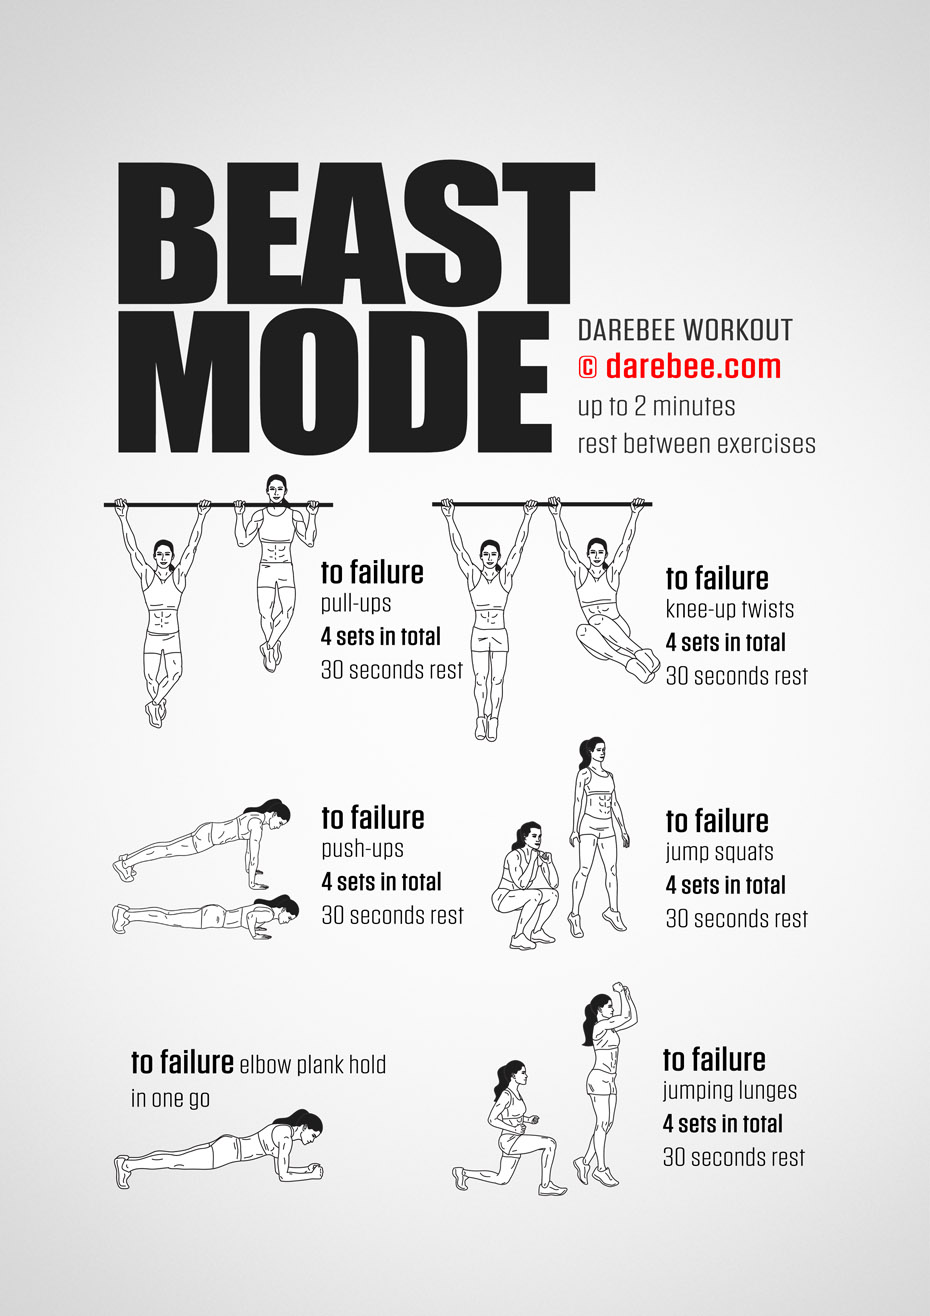 BEAST
MODE
DAREBEE WORKOUT
© darebee.com
up to 2 minutes
rest between exercises
to failure
pull-ups
4 sets in total
30 seconds rest
to failure
knee-up twists
4 sets in total
30 seconds rest
to failure
push-ups
4 sets in total
30 seconds rest
to failure
jump squats
4 sets in total
30 seconds rest
to failure elbow plank hold
in one go
to failure
jumping lunges
4 sets in total
30 seconds rest